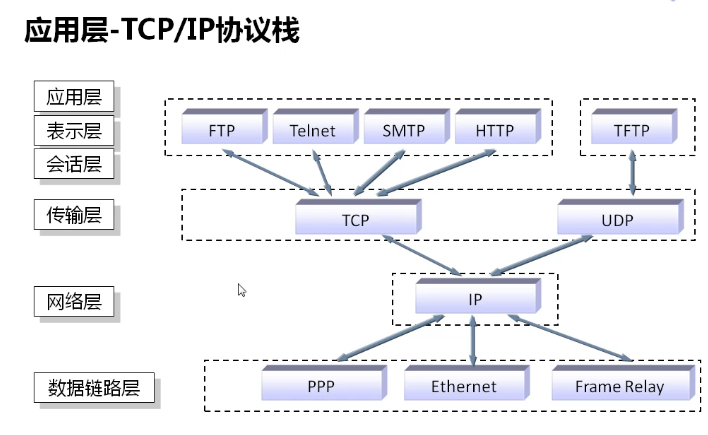 应用层-TCP/IP协议栈
应用层
表示层
会话层
FTP
Telnet
SMTP
HTTP
TFTP
传输层
TCP
UDP
网络层
IP
数据链路层
PPP
Ethernet
Frame Relay